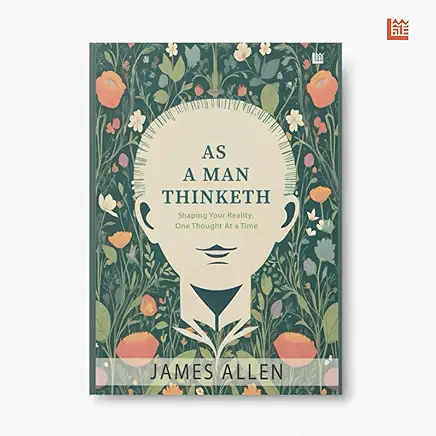 AS
A MAN
THINKETH
Shaping Your Reality,
One Thought At a Time
JAMES ALLEN